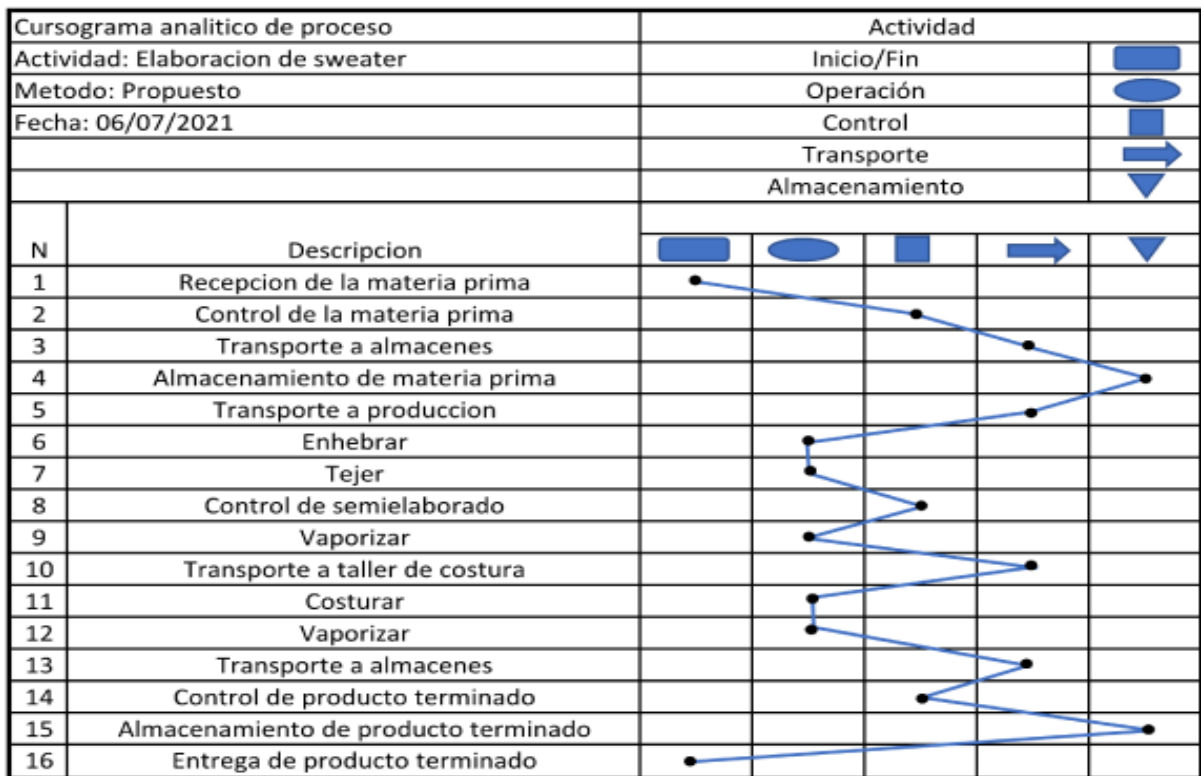 Cursograma analitico de proceso Actividad
Actividad: Elaboracion de sweater Inicio/Fin
Metodo: Propuesto Operación
Fecha: 06/07/2021 Control
Transporte
Almacenamiento
N Descripcion
1 Recepcion de la materia prima
2 Control de la materia prima
3 Transporte a almacenes
4 Almacenamiento de materia prima
5 Transporte a produccion
6 Enhebrar
7 Tejer
8 Control de semielaborado
9 Vaporizar
10 Transporte a taller de costura
11 Costurar
12 Vaporizar
13 Transporte a almacenes
14 Control de producto terminado
15 Almacenamiento de producto terminado
16 Entrega de producto terminado